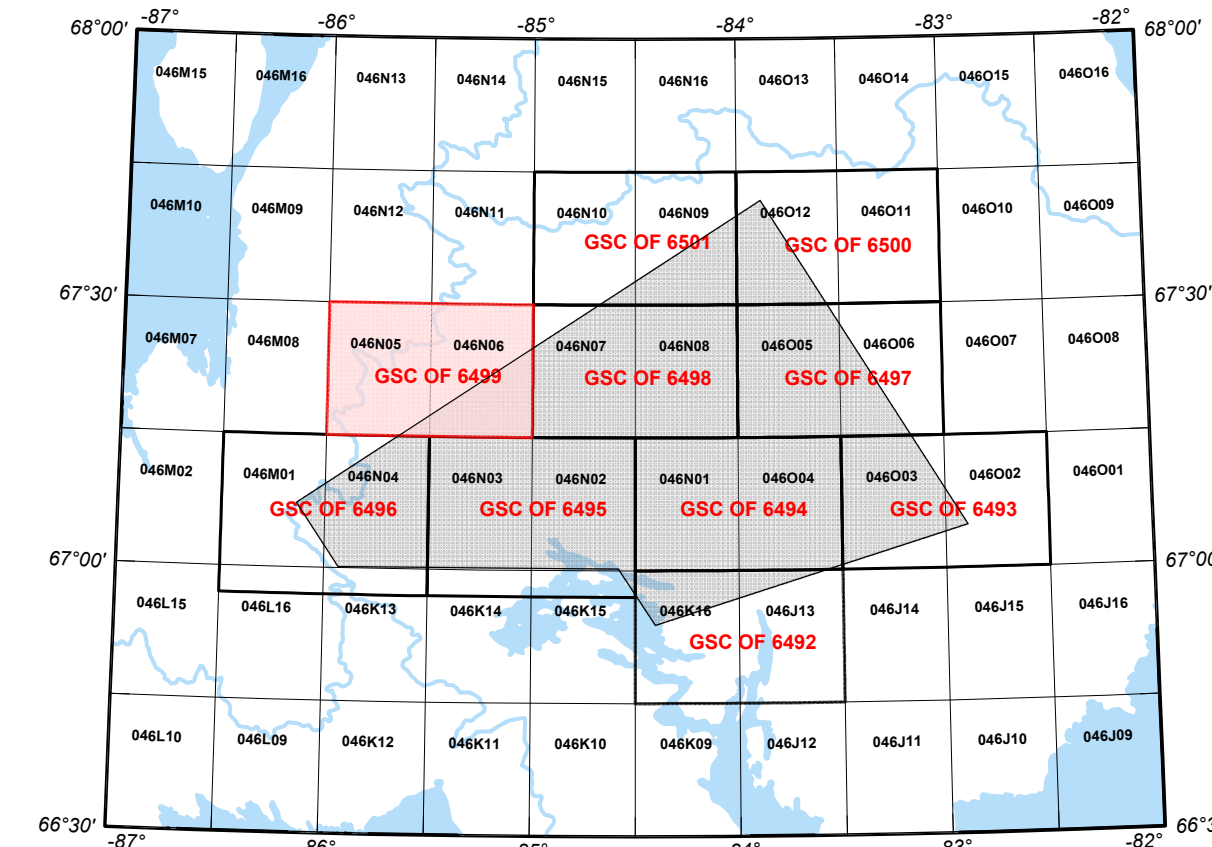 -87° -86° -85° -84° -83° -82°
68°00' 68°00'
046M15 046M16 046N13 046N14 046N15 046N16 046O13 046O14 046O15 046O16
046M10 046M09 046N12 046N11 046N10 046N09 046O12 046O11 046O10 046O09
GSC OF 6501 GSC OF 6500
67°30' 67°30'
046M07 046M08 046N05 046N06 046N07 046N08 046O05 046O06 046O07 046O08
GSC OF 6499 GSC OF 6498 GSC OF 6497
046M02 046M01 046N04 046N03 046N02 046N01 046O04 046O03 046O02 046O01
GSC OF 6496 GSC OF 6495 GSC OF 6494 GSC OF 6493
67°00' 67°00
046L15 046L16 046K13 046K14 046K15 046K16 046J13 046J14 046J15 046J16
GSC OF 6492
046L10 046L09 046K12 046K11 046K10 046K09 046J12 046J11 046J10 046J09
66°30' 66°3
-87° -82°